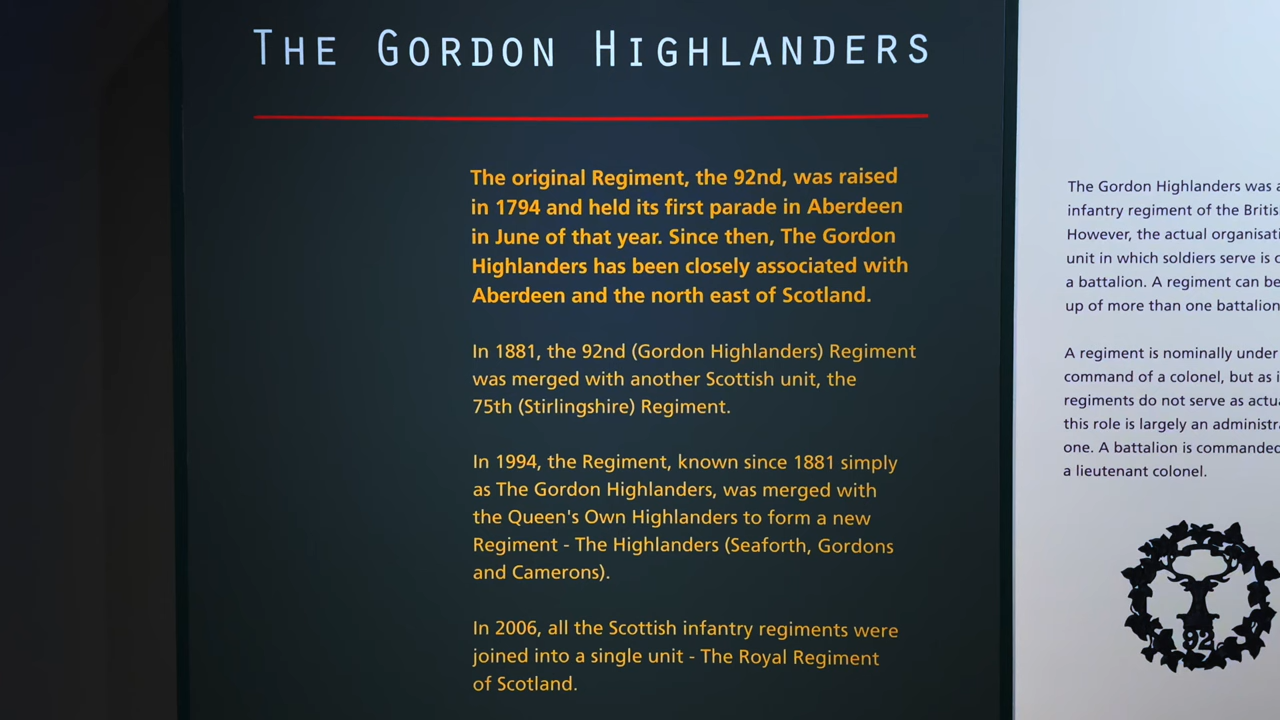 THE GORDON HIGHLANDERS
The original Regiment, the 92nd, was raised
in 1794 and held its first parade in Aberdeen
in June of that year. Since then, The Gordon
Highlanders has been closely associated with
Aberdeen and the north east of Scotland.
In 1881, the 92nd (Gordon Highlanders) Regiment
was merged with another Scottish unit, the
75th (Stirlingshire) Regiment.
In 1994, the Regiment, known since 1881 simply
as The Gordon Highlanders, was merged with
the Queen's Own Highlanders to form a new
Regiment - The Highlanders (Seaforth, Gordons
and Camerons).
In 2006, all the Scottish infantry regiments were
joined into a single unit - The Royal Regiment
of Scotland.
The Gordon Highlanders was
infantry regiment of the
However, the actual
unit in which soldiers serve is
a battalion. A regiment can be
up of more than one battalion
A regiment is nominally under
command of a colonel, but as
regiments do not serve as
this role is largely an
one. A battalion is commanded
a lieutenant colonel.
92